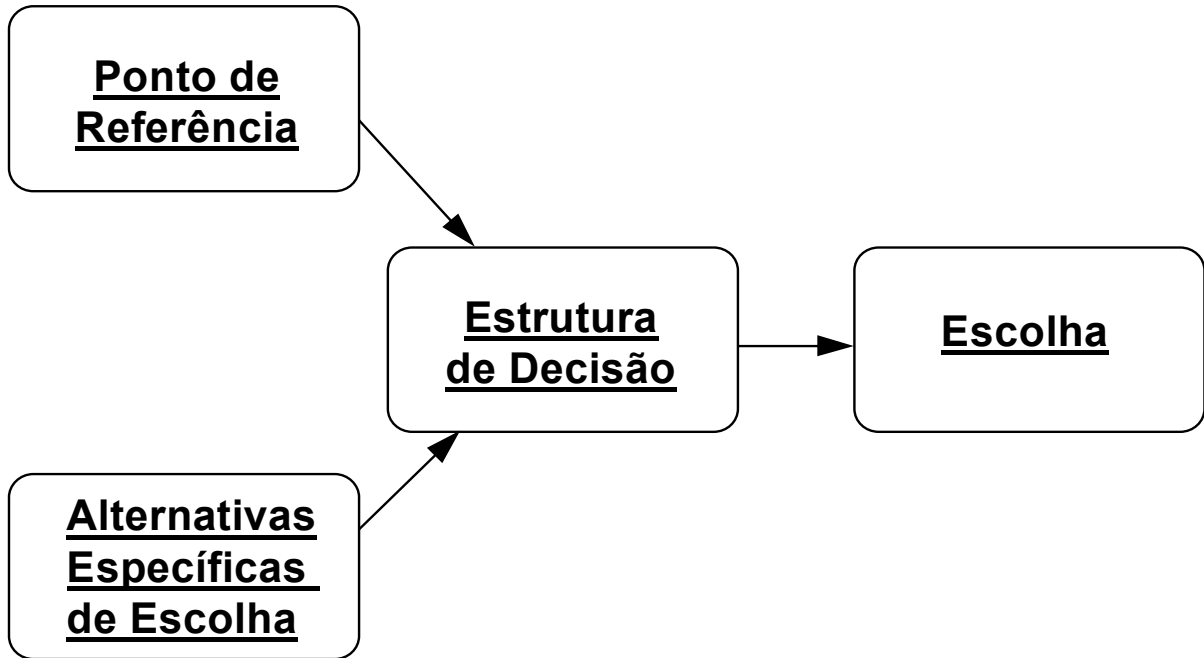 Ponto de
Referência
Estrutura
de Decisão
Escolha
Alternativas
Específicas
de Escolha